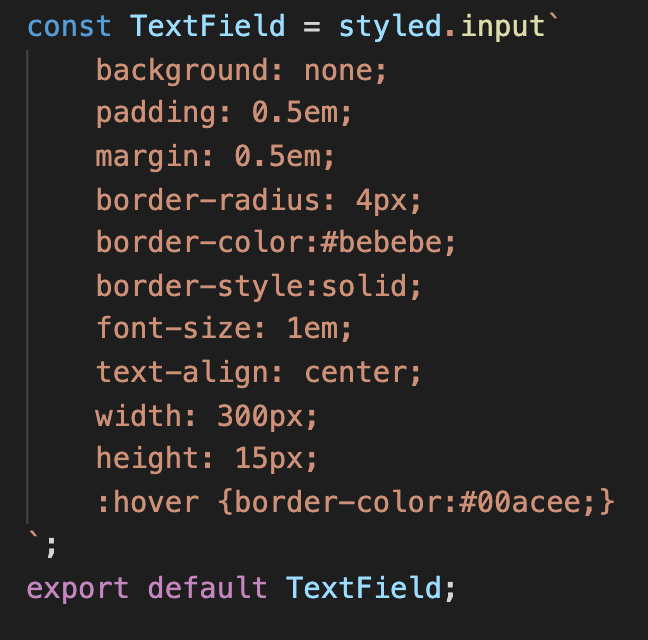 const TextField = styled.input`
    background: none;
    padding: 0.5em;
    margin: 0.5em;
    border-radius: 4px;
    border-color:#bebebe;
    border-style:solid;
    font-size: 1em;
    text-align: center;
    width: 300px;
    height: 15px;
    :hover {border-color:#00acee;}
`;
export default TextField;